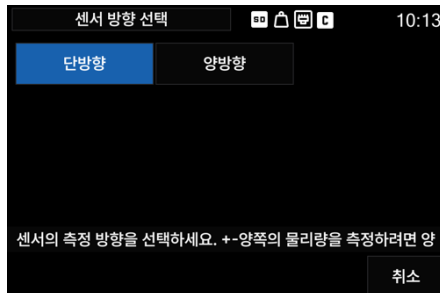 센서 방향 선택
SD C 10:13
단방향 양방향
센서의 측정 방향을 선택하세요. +-양쪽의 물리량을 측정하려면 양
취소